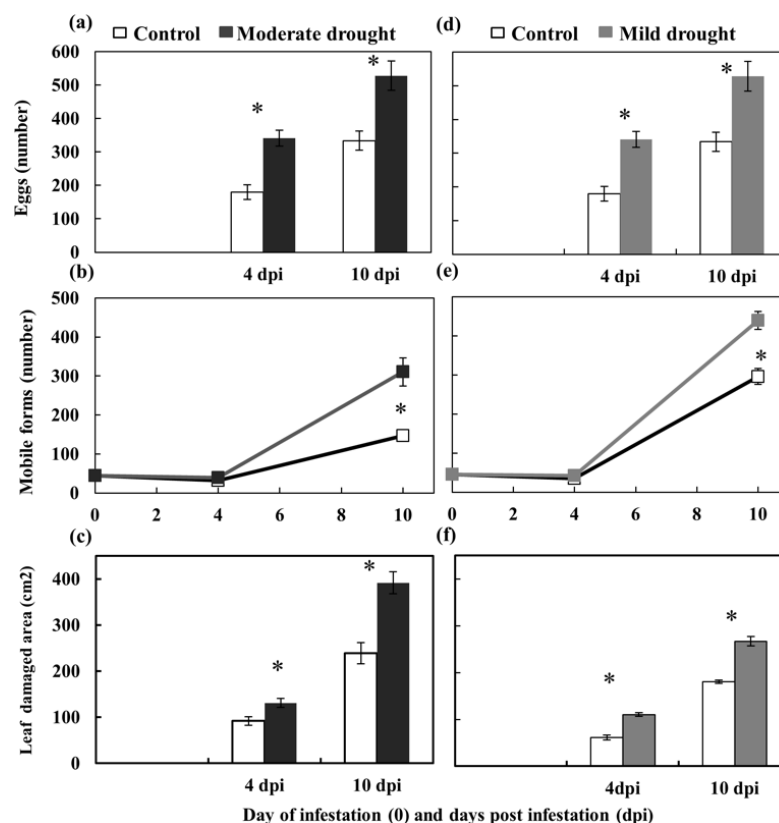 (a)
Control Moderate drought
(d)
Control Mild drought
600
500
400
300
200
100
0
Eggs (number)
*
*
*
*
4 dpi 10 dpi
4 dpi 10 dpi
(b)
(e)
500
400
300
200
100
0
Mobile forms (number)
*
*
0 2 4 6 8 10
0 2 4 6 8 10
(c)
(f)
400
300
200
100
0
Leaf damaged area (cm2)
*
*
*
*
4 dpi 10 dpi
4dpi 10 dpi
Day of infestation (0) and days post infestation (dpi)